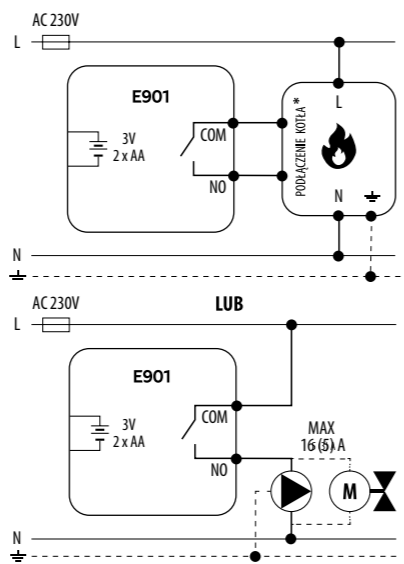 AC 230V
L
E901
3V
2 x AA
COM
NO
L
PODŁĄCZENIE KOTŁA *
N
N
LUB
AC 230V
L
E901
3V
2 x AA
COM
NO
MAX
16 (5) A
M
N